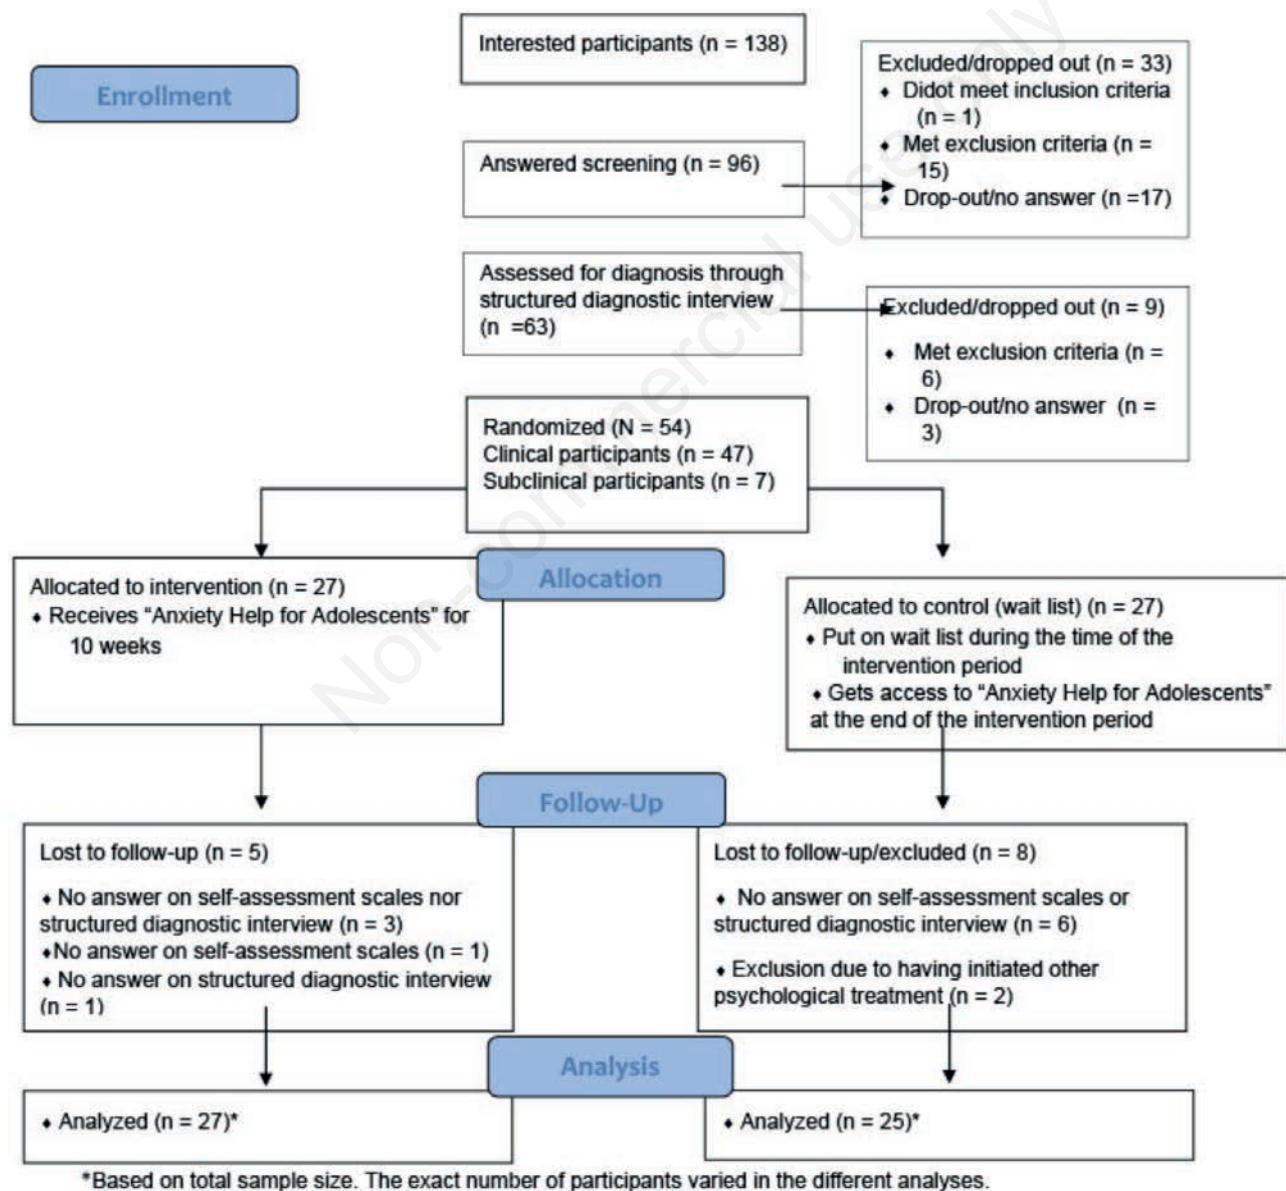 Interested participants (n = 138)
Enrollment
Excluded/dropped out (n = 33)
♦ Didot meet inclusion criteria
(n = 1)
♦ Met exclusion criteria (n =
15)
♦ Drop-out/no answer (n =17)
Answered screening (n = 96)
Assessed for diagnosis through
structured diagnostic interview
(n =63)
Excluded/dropped out (n = 9)
♦ Met exclusion criteria (n =
6)
♦ Drop-out/no answer (n =
3)
Randomized (N = 54)
Clinical participants (n = 47)
Subclinical participants (n = 7)
Allocation
Allocated to intervention (n = 27)
♦ Receives “Anxiety Help for Adolescents” for
10 weeks
Allocated to control (wait list) (n = 27)
♦ Put on wait list during the time of the
intervention period
♦ Gets access to “Anxiety Help for Adolescents”
at the end of the intervention period
Follow-Up
Lost to follow-up (n = 5)
♦ No answer on self-assessment scales nor
structured diagnostic interview (n = 3)
♦No answer on self-assessment scales (n = 1)
♦ No answer on structured diagnostic interview
(n = 1)
Lost to follow-up/excluded (n = 8)
♦ No answer on self-assessment scales or
structured diagnostic interview (n = 6)
♦ Exclusion due to having initiated other
psychological treatment (n = 2)
Analysis
♦ Analyzed (n = 27)*
♦ Analyzed (n = 25)*
*Based on total sample size. The exact number of participants varied in the different analyses.
Non-commercial use only